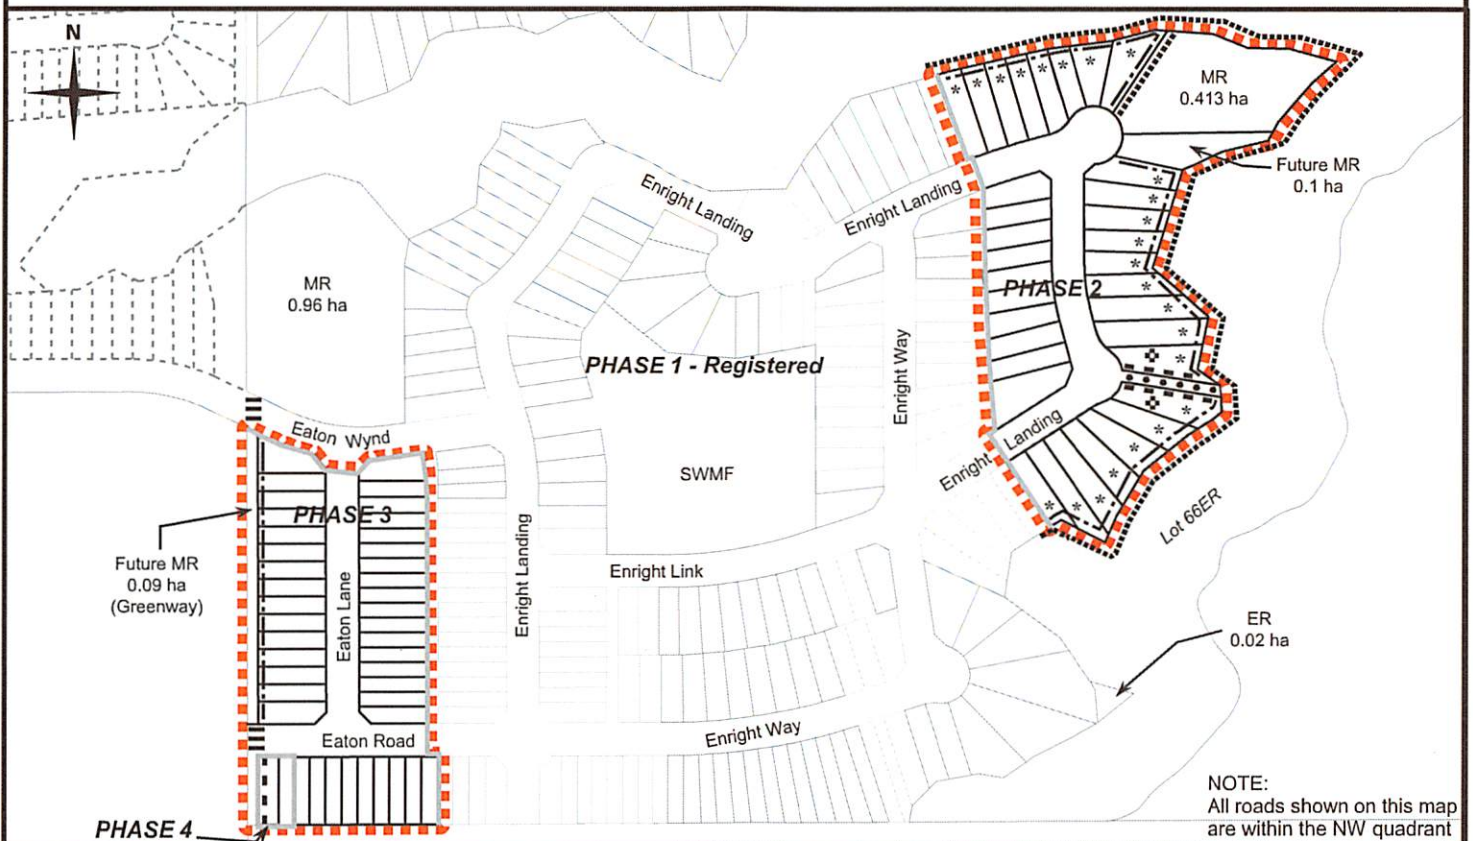 N
MR
0.413 ha
Future MR
0.1 ha
Enright Landing
Enright Landing
MR
0.96 ha
PHASE 2
PHASE 1 - Registered
Enright Way
Eaton Wynd
Enright Landing
SWMF
PHASE 3
Lot 66ER
Future MR
0.09 ha
(Greenway)
Eaton Lane
Enright Landing
Enright Link
ER
0.02 ha
Enright Way
Eaton Road
NOTE:
All roads shown on this map
are within the NW quadrant
PHASE 4